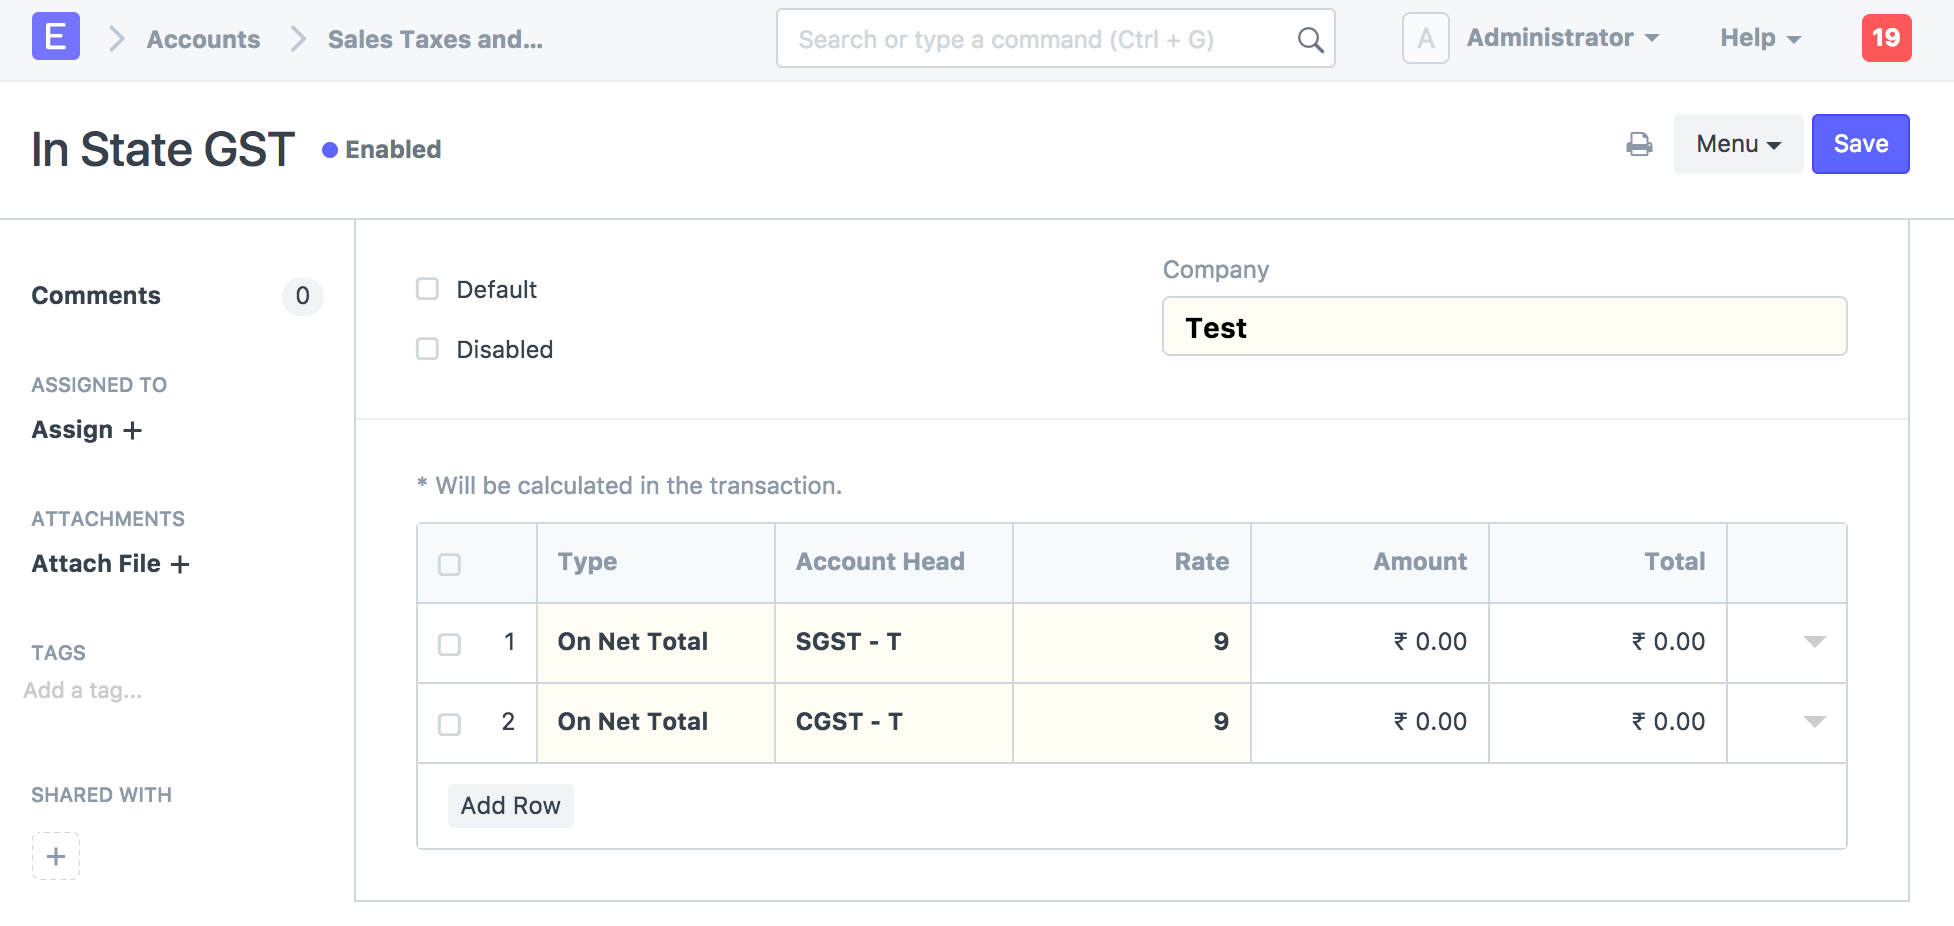 E Accounts Sales Taxes and... Search or type a command (Ctrl + G) A Administrator Help 19
In State GST Enabled Menu Save
Comments 0
ASSIGNED TO
Assign +
ATTACHMENTS
Attach File +
TAGS
Add a tag...
SHARED WITH
+
Default
Disabled
Company
Test
* Will be calculated in the transaction.
Type Account Head Rate Amount Total
1 On Net Total SGST - T 9 ₹ 0.00 ₹ 0.00
2 On Net Total CGST - T 9 ₹ 0.00 ₹ 0.00
Add Row